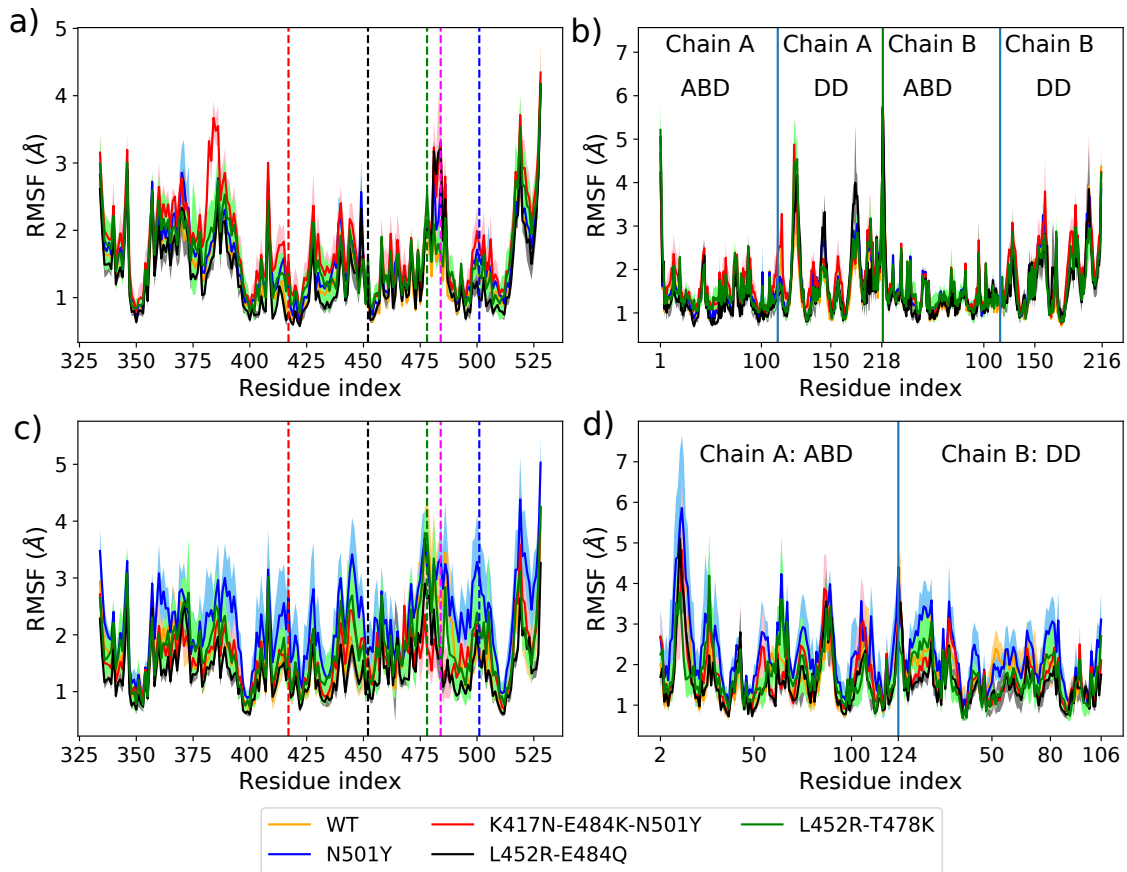 a)
5
4
3
2
1
RMSF (Å)
325 350 375 400 425 450 475 500 525
Residue index
b)
7
6
5
4
3
2
1
RMSF (Å)
Chain A Chain A Chain B Chain B
ABD DD ABD DD
1 100 150 218 100 150 216
Residue index
c)
5
4
3
2
1
RMSF (Å)
325 350 375 400 425 450 475 500 525
Residue index
d)
7
6
5
4
3
2
1
RMSF (Å)
Chain A: ABD Chain B: DD
2 50 100 124 50 80 106
Residue index
WT K417N-E484K-N501Y L452R-T478K
N501Y L452R-E484Q